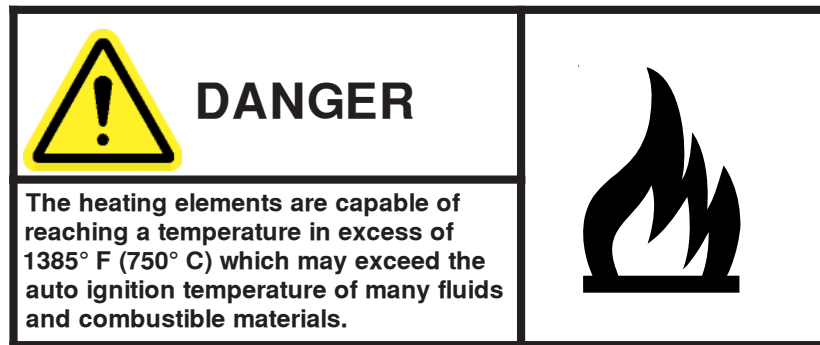 DANGER
The heating elements are capable of
reaching a temperature in excess of
1385° F (750° C) which may exceed the
auto ignition temperature of many fluids
and combustible materials.